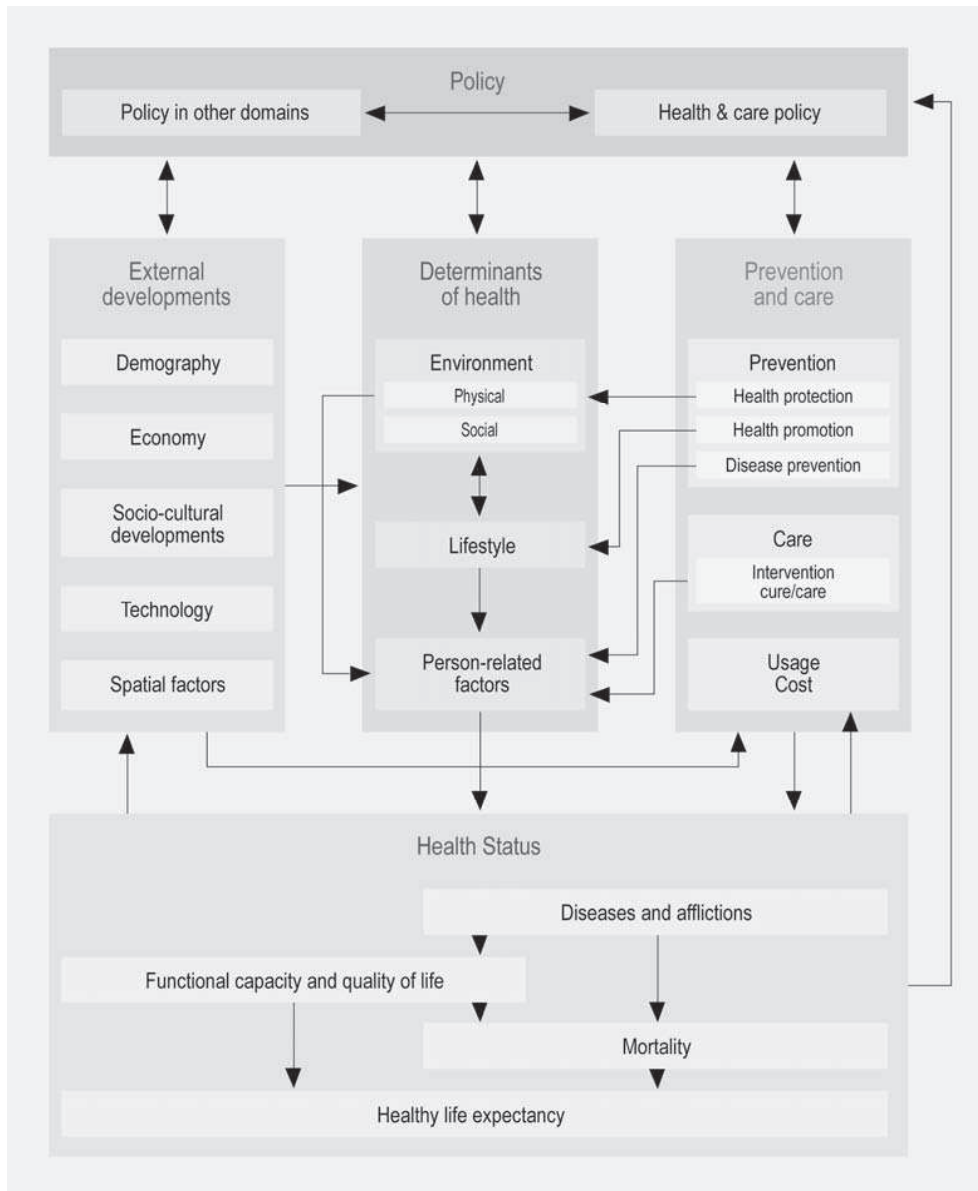 Policy
Policy in other domains
Health & care policy
External
developments
Demography
Economy
Socio-cultural
developments
Technology
Spatial factors
Determinants
of health
Environment
Physical
Social
Lifestyle
Person-related
factors
Prevention
and care
Prevention
Health protection
Health promotion
Disease prevention
Care
Intervention
cure/care
Usage
Cost
Health Status
Diseases and afflictions
Functional capacity and quality of life
Mortality
Healthy life expectancy